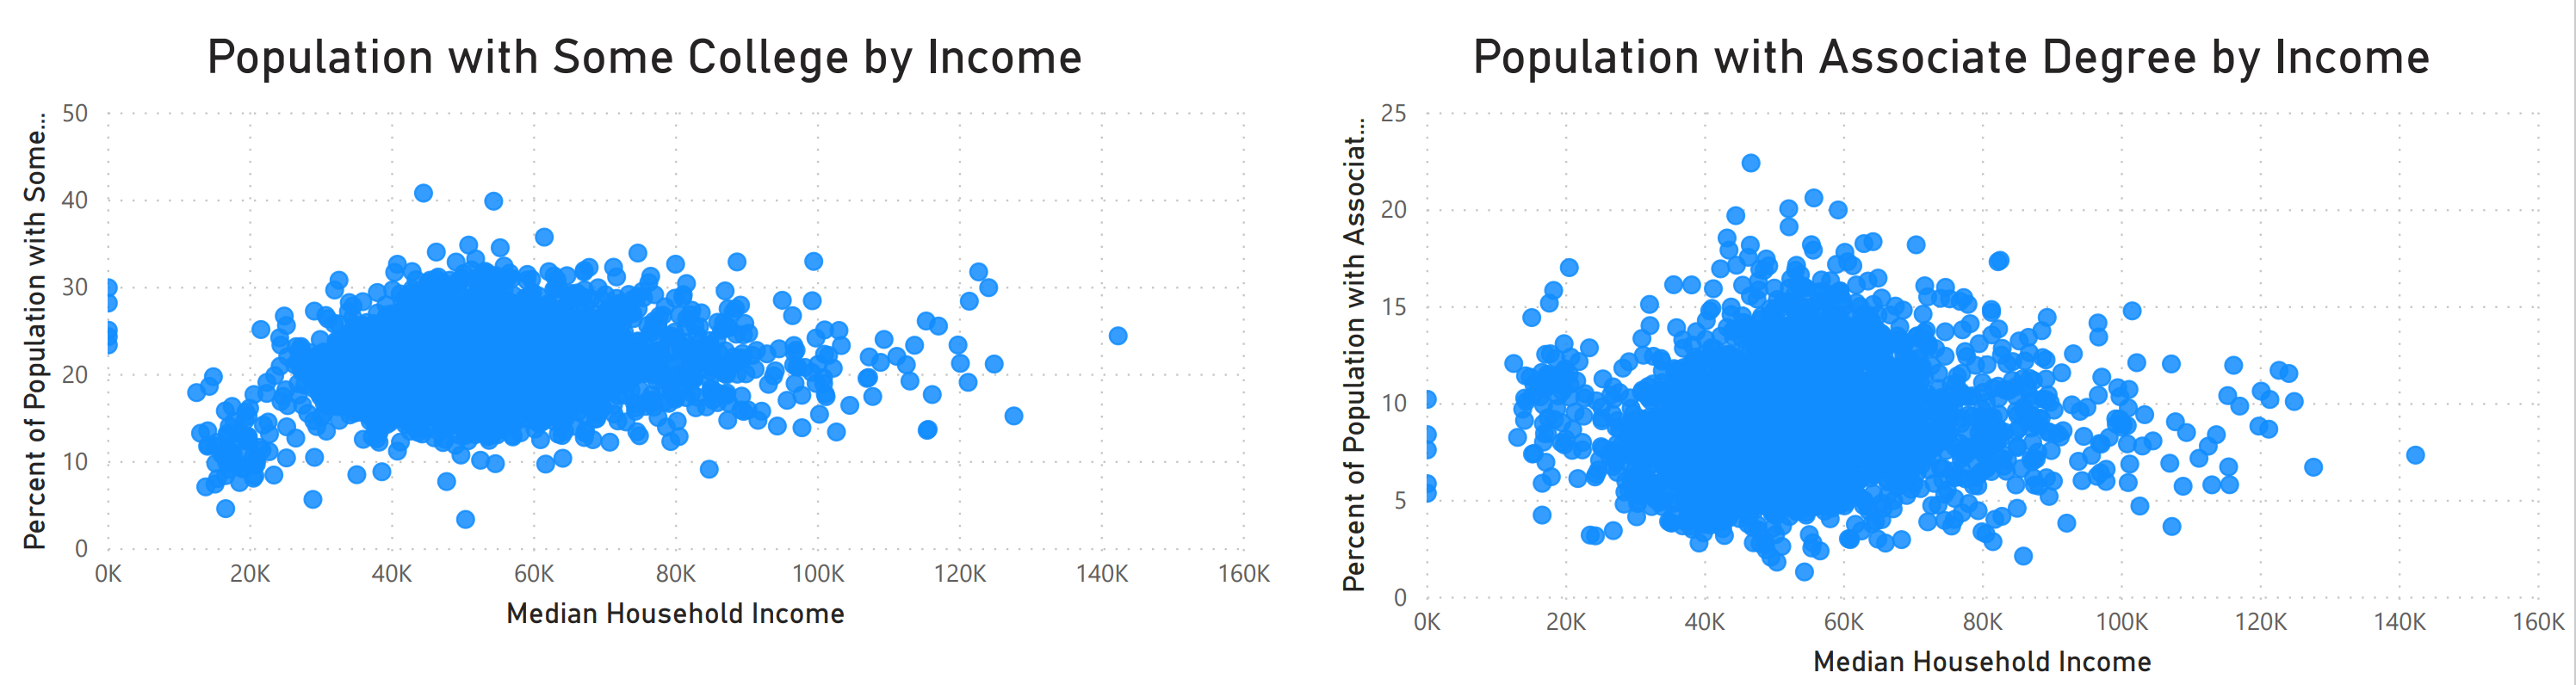 Population with Some College by Income
Percent of Population with Some...
50
40
30
20
10
0
0K 20K 40K 60K 80K 100K 120K 140K 160K
Median Household Income
Population with Associate Degree by Income
Percent of Population with Associat...
25
20
15
10
5
0
0K 20K 40K 60K 80K 100K 120K 140K 160K
Median Household Income